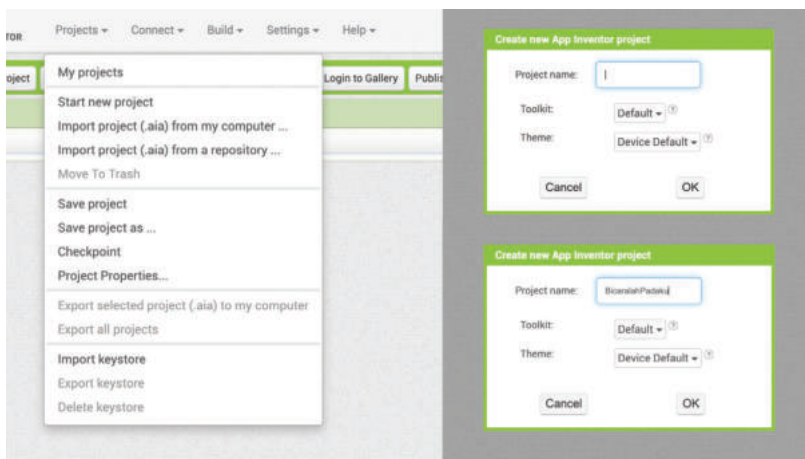 TOR
Projects Connect Build Settings Help
oject
Login to Gallery
Publis
My projects
Start new project
Import project (.aia) from my computer ...
Import project (.aia) from a repository ...
Move To Trash
Save project
Save project as ...
Checkpoint
Project Properties...
Export selected project (.aia) to my computer
Export all projects
Import keystore
Export keystore
Delete keystore
Create new App Inventor project
Project name:
Toolkit: Default ?
Theme: Device Default ?
Cancel OK
Create new App Inventor project
Project name: BicaralahPadaku
Toolkit: Default ?
Theme: Device Default ?
Cancel OK